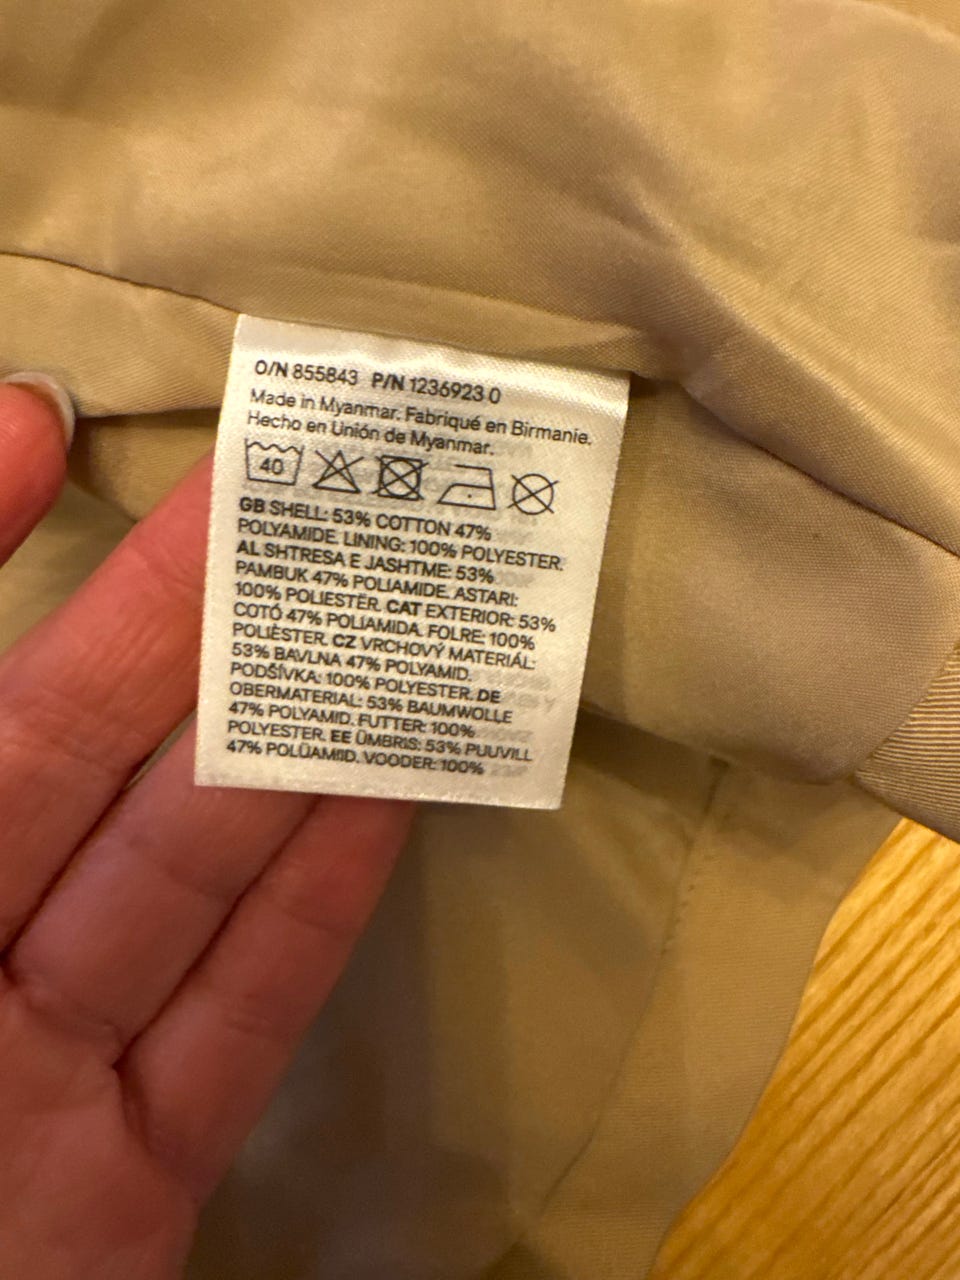 O/N 855843 P/N 1236923 0
Made in Myanmar. Fabriqué en Birmanie.
Hecho en Unión de Myanmar.
40
GB SHELL: 53% COTTON 47%
POLYAMIDE. LINING: 100% POLYESTER.
AL SHTRESA E JASHTME: 53%
PAMBUK 47% POLIAMIDE. ASTARI:
100% POLIESTËR. CAT EXTERIOR: 53%
COTÓ 47% POLIAMIDA. FOLRE: 100%
POLIÈSTER. CZ VRCHOVÝ MATERIÁL:
53% BAVLNA 47% POLYAMID.
PODŠÍVKA: 100% POLYESTER. DE
OBERMATERIAL: 53% BAUMWOLLE
47% POLYAMID. FUTTER: 100%
POLYESTER. EE ÜMBRIS: 53% PUUVILL
47% POLÜAMIID. VOODER: 100%